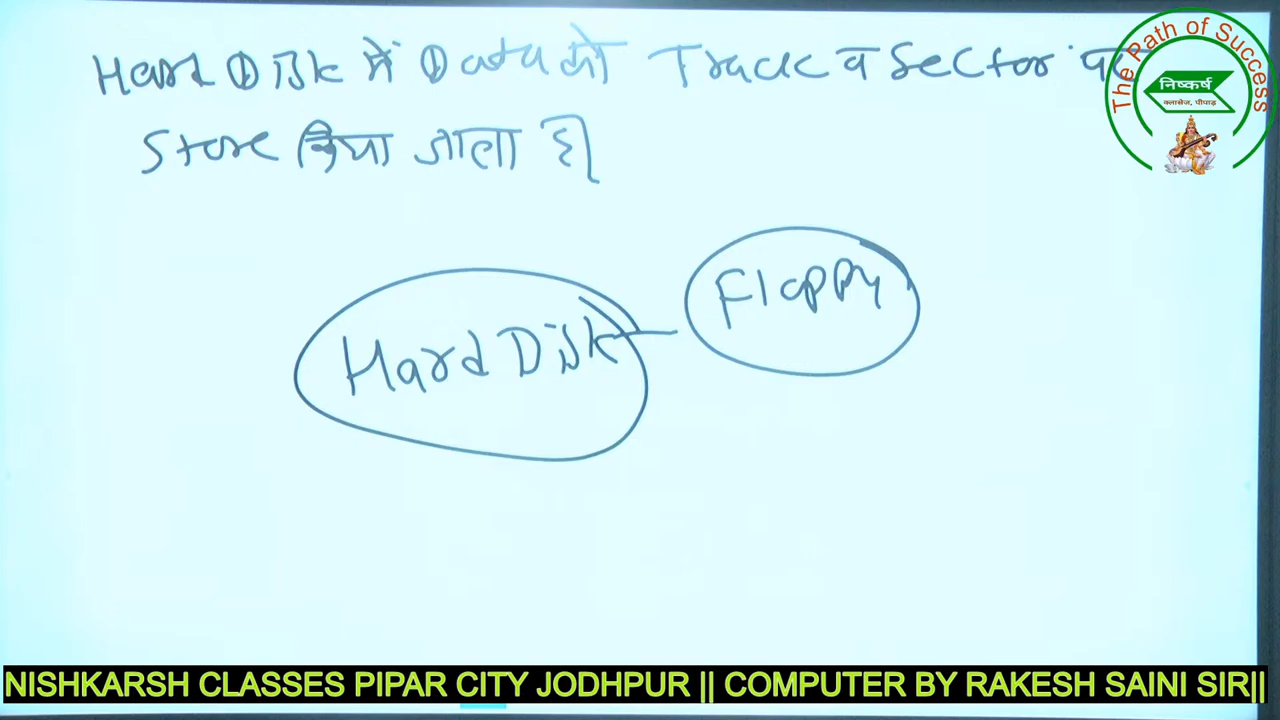 Hard Disk में Data को Track व Sector पर
Store किया जाता है।
Hard Disk
Floppy
The Path of Success
निष्कर्ष
क्लासेज, पीपाड़
NISHKARSH CLASSES PIPAR CITY JODHPUR || COMPUTER BY RAKESH SAINI SIR||